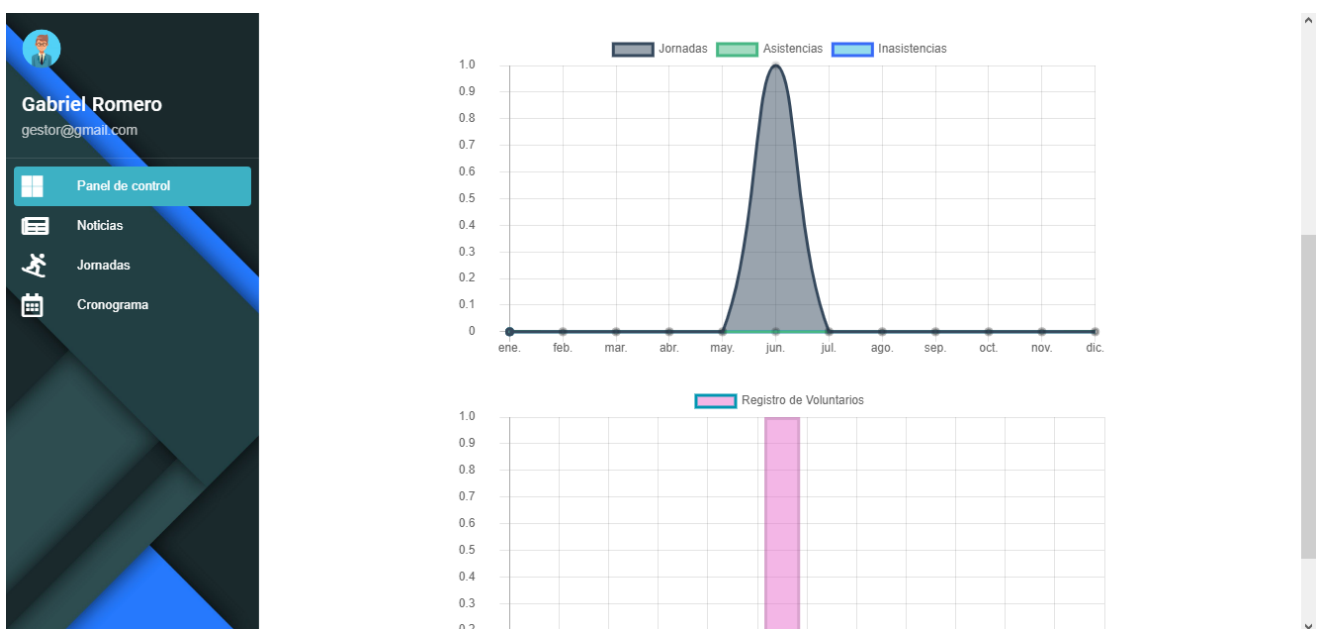 Gabriel Romero
gestor@gmail.com
Panel de control
Noticias
Jornadas
Cronograma
Jornadas Asistencias Inasistencias
1.0
0.9
0.8
0.7
0.6
0.5
0.4
0.3
0.2
0.1
0
ene. feb. mar. abr. may. jun. jul. ago. sep. oct. nov. dic.
Registro de Voluntarios
1.0
0.9
0.8
0.7
0.6
0.5
0.4
0.3
0.2